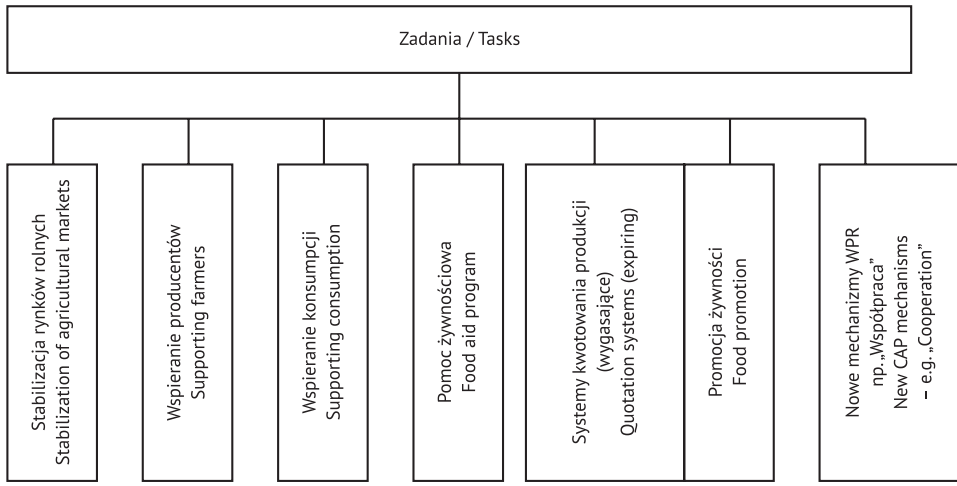 Zadania / Tasks
Stabilizacja rynków rolnych
Stabilization of agricultural markets
Wspieranie producentów
Supporting farmers
Wspieranie konsumpcji
Supporting consumption
Pomoc żywnościowa
Food aid program
Systemy kwotowania produkcji
(wygasające)
Quotation systems (expiring)
Promocja żywności
Food promotion
Nowe mechanizmy WPR
np. „Współpraca”
New CAP mechanisms
– e.g. „Cooperation”